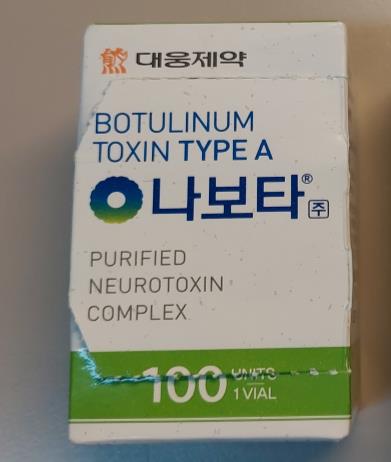 대웅제약
BOTULINUM
TOXIN TYPE A
나보타® 주
PURIFIED
NEUROTOXIN
COMPLEX
100 UNITS
1 VIAL